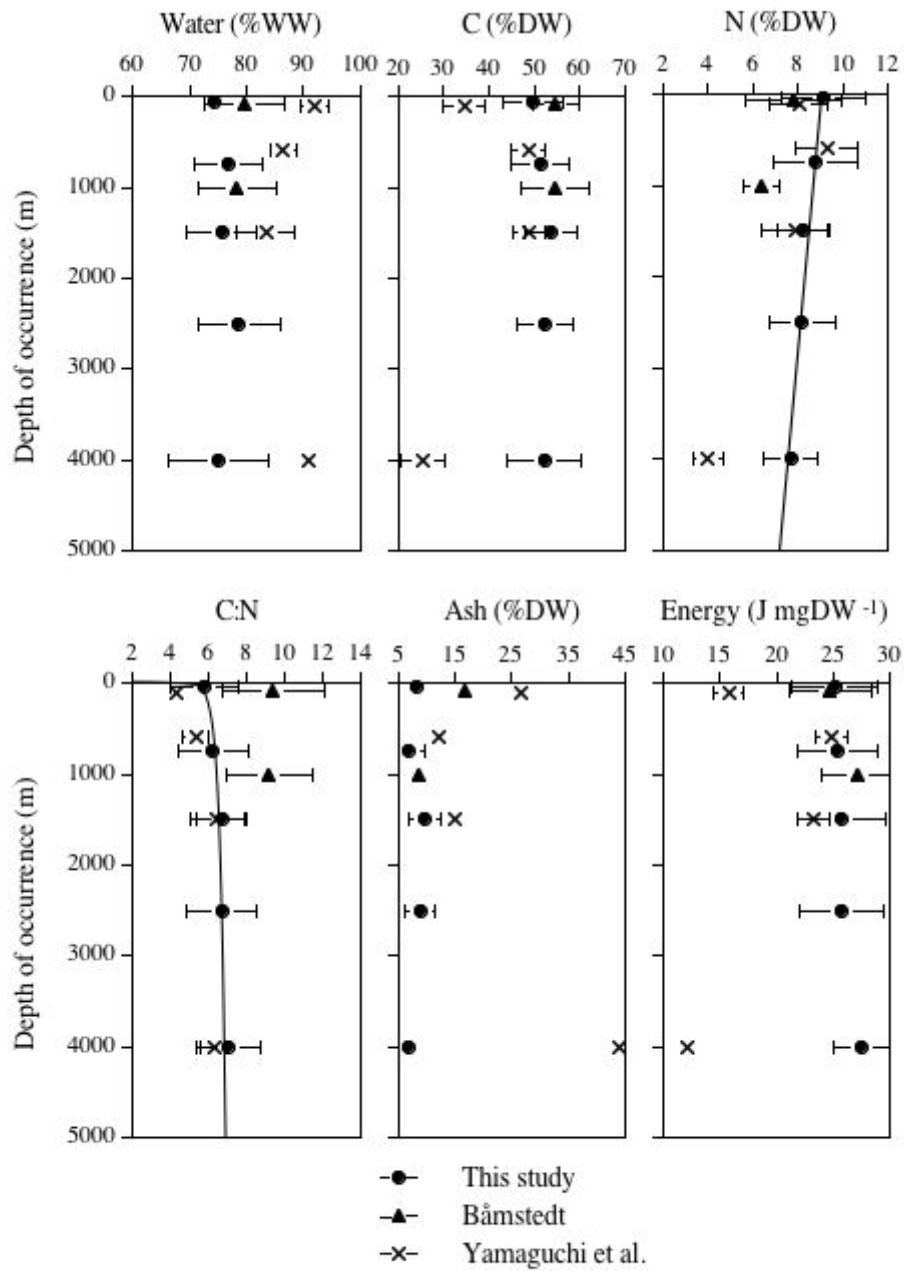 Water (%WW) C (%DW) N (%DW)
60 70 80 90 100 20 30 40 50 60 70 2 4 6 8 10 12
0
1000
2000
3000
4000
5000
Depth of occurrence (m)
C:N Ash (%DW) Energy (J mgDW -1)
2 4 6 8 10 12 14 5 15 25 35 45 10 20 30
0
1000
2000
3000
4000
5000
Depth of occurrence (m)
This study
Båmstedt
Yamaguchi et al.